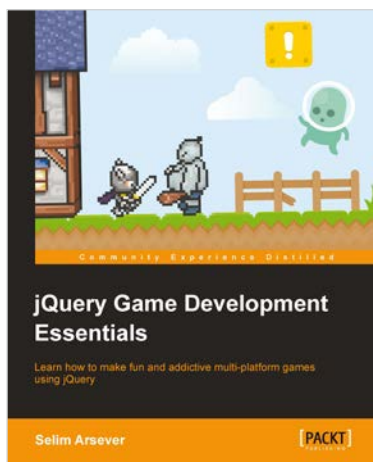 !
Community Experience Distilled
jQuery Game Development
Essentials
Learn how to make fun and addictive multi-platform games
using jQuery
Selim Arsever
[PACKT]
PUBLISHING